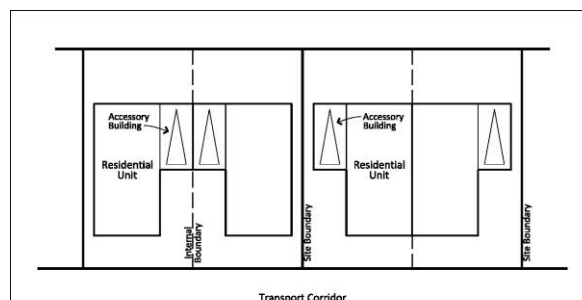 Accessory
Building
Accessory
Building
Residential
Unit
Residential
Unit
Internal
Boundary
Site Boundary
Site Boundary
Transport Corridor